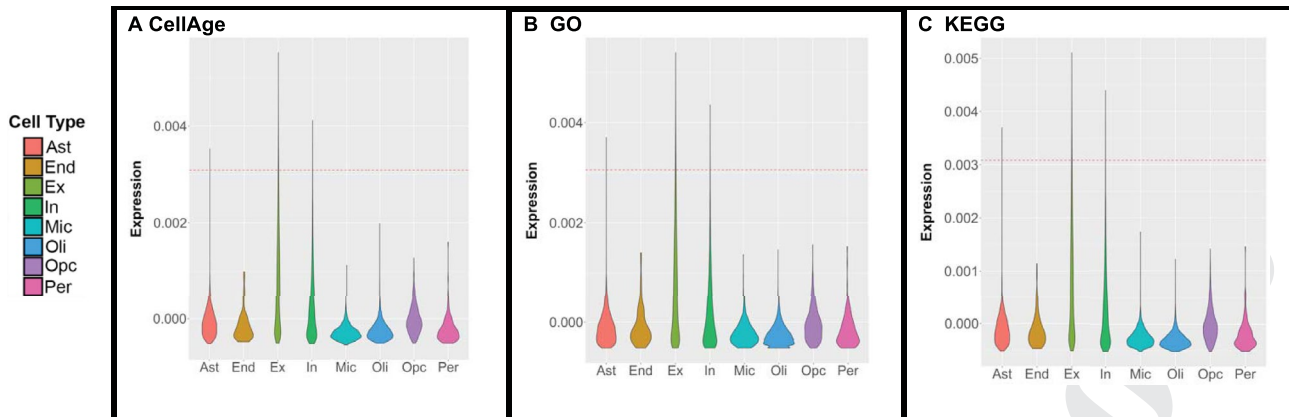 A CellAge
B GO
C KEGG
Cell Type
Ast
End
Ex
In
Mic
Oli
Opc
Per
Expression
0.004
0.002
0.000
Ast End Ex In Mic Oli Opc Per
Expression
0.004
0.002
0.000
Ast End Ex In Mic Oli Opc Per
Expression
0.005
0.004
0.003
0.002
0.001
0.000
Ast End Ex In Mic Oli Opc Per